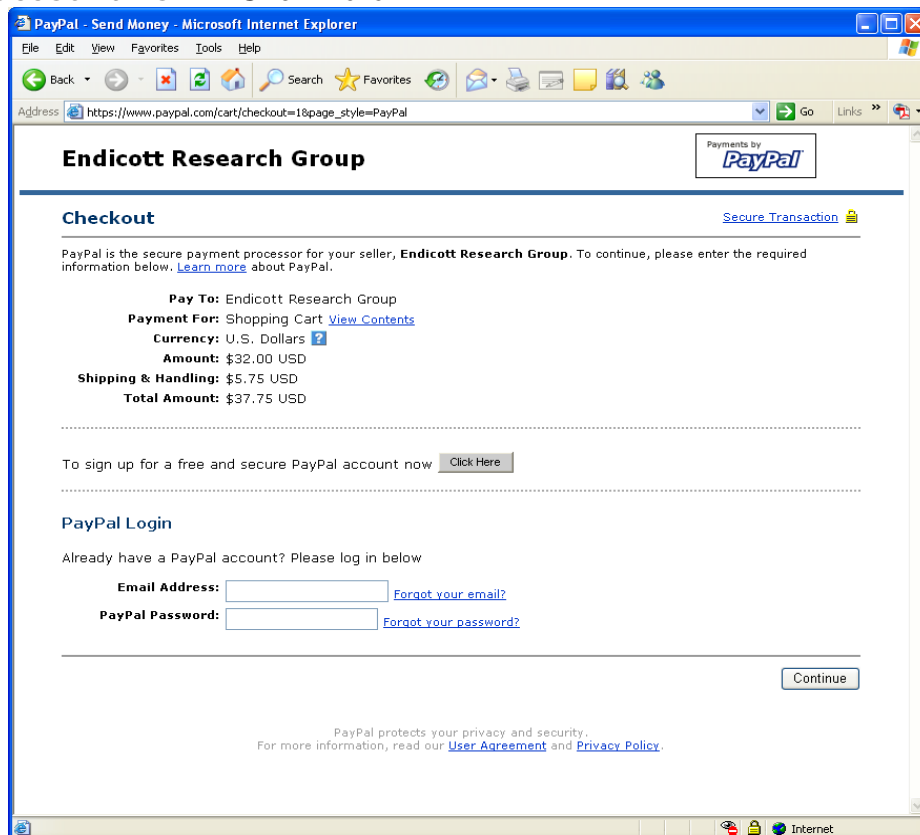 PayPal - Send Money - Microsoft Internet Explorer
File Edit View Favorites Tools Help
Back Search Favorites
Address https://www.paypal.com/cart/checkout=1&page_style=PayPal Go Links »
Endicott Research Group
Payments by
PayPal
Checkout
Secure Transaction
PayPal is the secure payment processor for your seller, Endicott Research Group. To continue, please enter the required
information below. Learn more about PayPal.
Pay To: Endicott Research Group
Payment For: Shopping Cart View Contents
Currency: U.S. Dollars ?
Amount: $32.00 USD
Shipping & Handling: $5.75 USD
Total Amount: $37.75 USD
To sign up for a free and secure PayPal account now Click Here
PayPal Login
Already have a PayPal account? Please log in below
Email Address: Forgot your email?
PayPal Password: Forgot your password?
Continue
PayPal protects your privacy and security.
For more information, read our User Agreement and Privacy Policy.
Internet